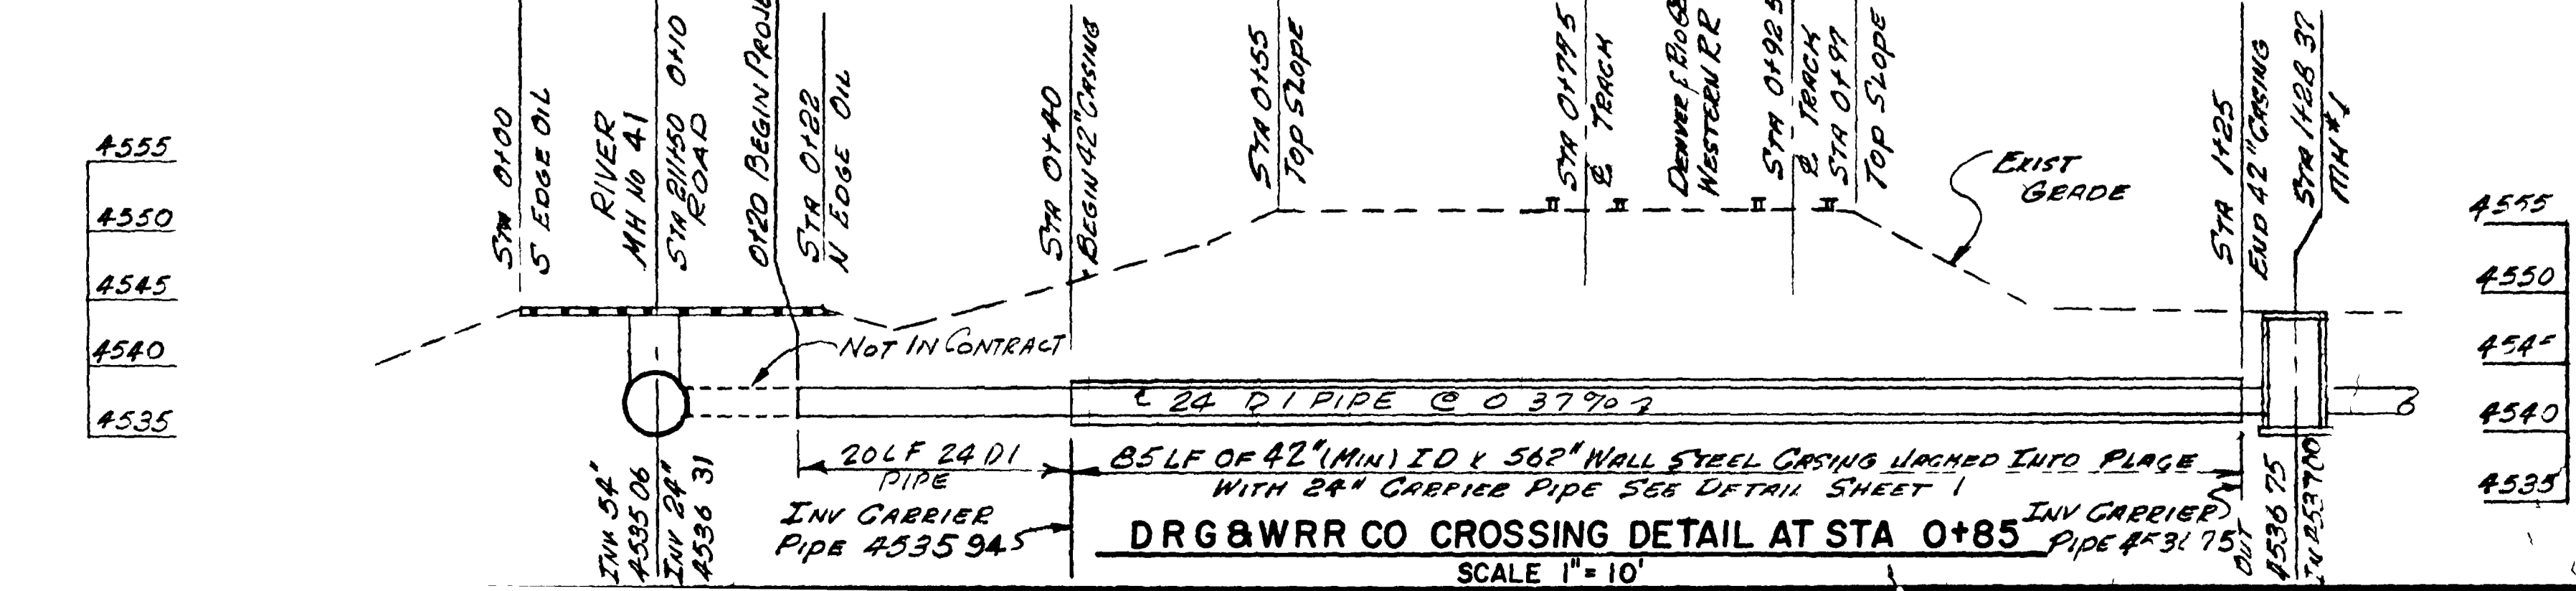 4555
4550
4545
4540
4535
STA 0+00
S EDGE OIL
RIVER
MH No 41
STA 211+50 0+10
ROAD
0+20 BEGIN
STA 0+22
N EDGE OIL
STA 0+40
BEGIN 42" CASING
STA 0+55
TOP SLOPE
STA 0+77 5
℄ TRACK
DENVER & RIO
WESTERN RR
STA 0+92 5
℄ TRACK
STA 0+97
TOP SLOPE
EXIST
GRADE
STA 1+25
END 42" CASING
STA 1+28 37
MH #1
4555
4550
454
4540
4535
NOT IN CONTRACT
24 DI PIPE @ 0 37%
20 LF 24 DI
PIPE
85 LF OF 42" (MIN) ID X 562" WALL STEEL CASING JACKED INTO PLACE
WITH 24" CARRIER PIPE SEE DETAIL SHEET 1
INV 54"
4535 06
INV 24"
4536 31
INV CARRIER
PIPE 4535 94
DRG&WRR CO CROSSING DETAIL AT STA 0+85
SCALE 1"=10'
INV CARRIER
PIPE
OUT
4536 75
IN 4537 00